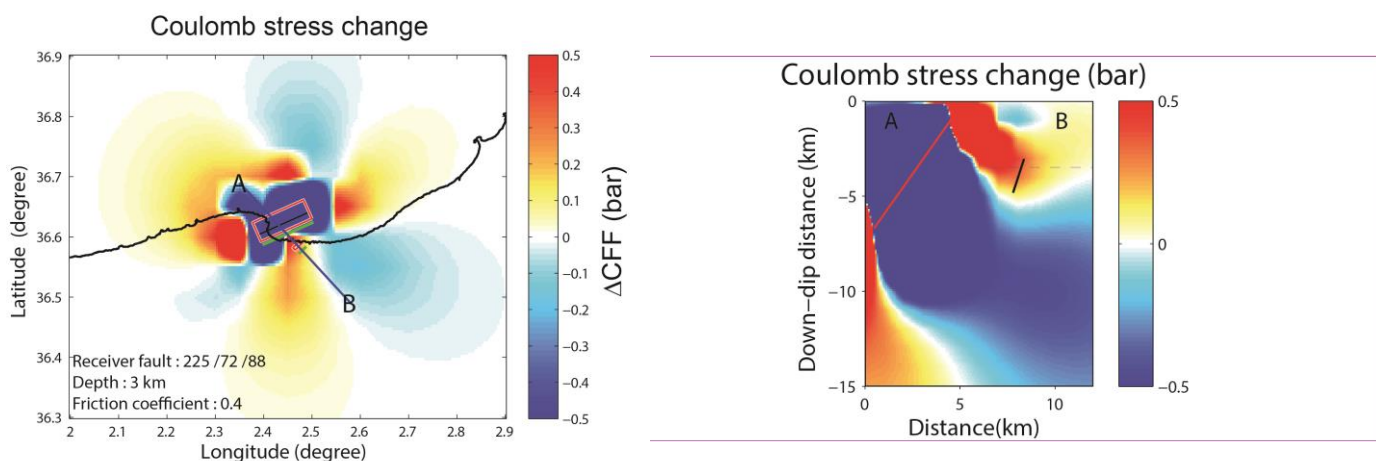 Coulomb stress change
36.9
36.8
36.7
36.6
36.5
36.4
36.3
Latitude (degree)
A
B
Receiver fault : 225 /72 /88
Depth : 3 km
Friction coefficient : 0.4
2
2.1
2.2
2.3
2.4
2.5
2.6
2.7
2.8
2.9
Longitude (degree)
0.5
0.4
0.3
0.2
0.1
0
−0.1
−0.2
−0.3
−0.4
−0.5
ΔCFF (bar)
Coulomb stress change (bar)
0
−5
−10
−15
Down−dip distance (km)
A
B
0
5
10
Distance(km)
0.5
0
−0.5